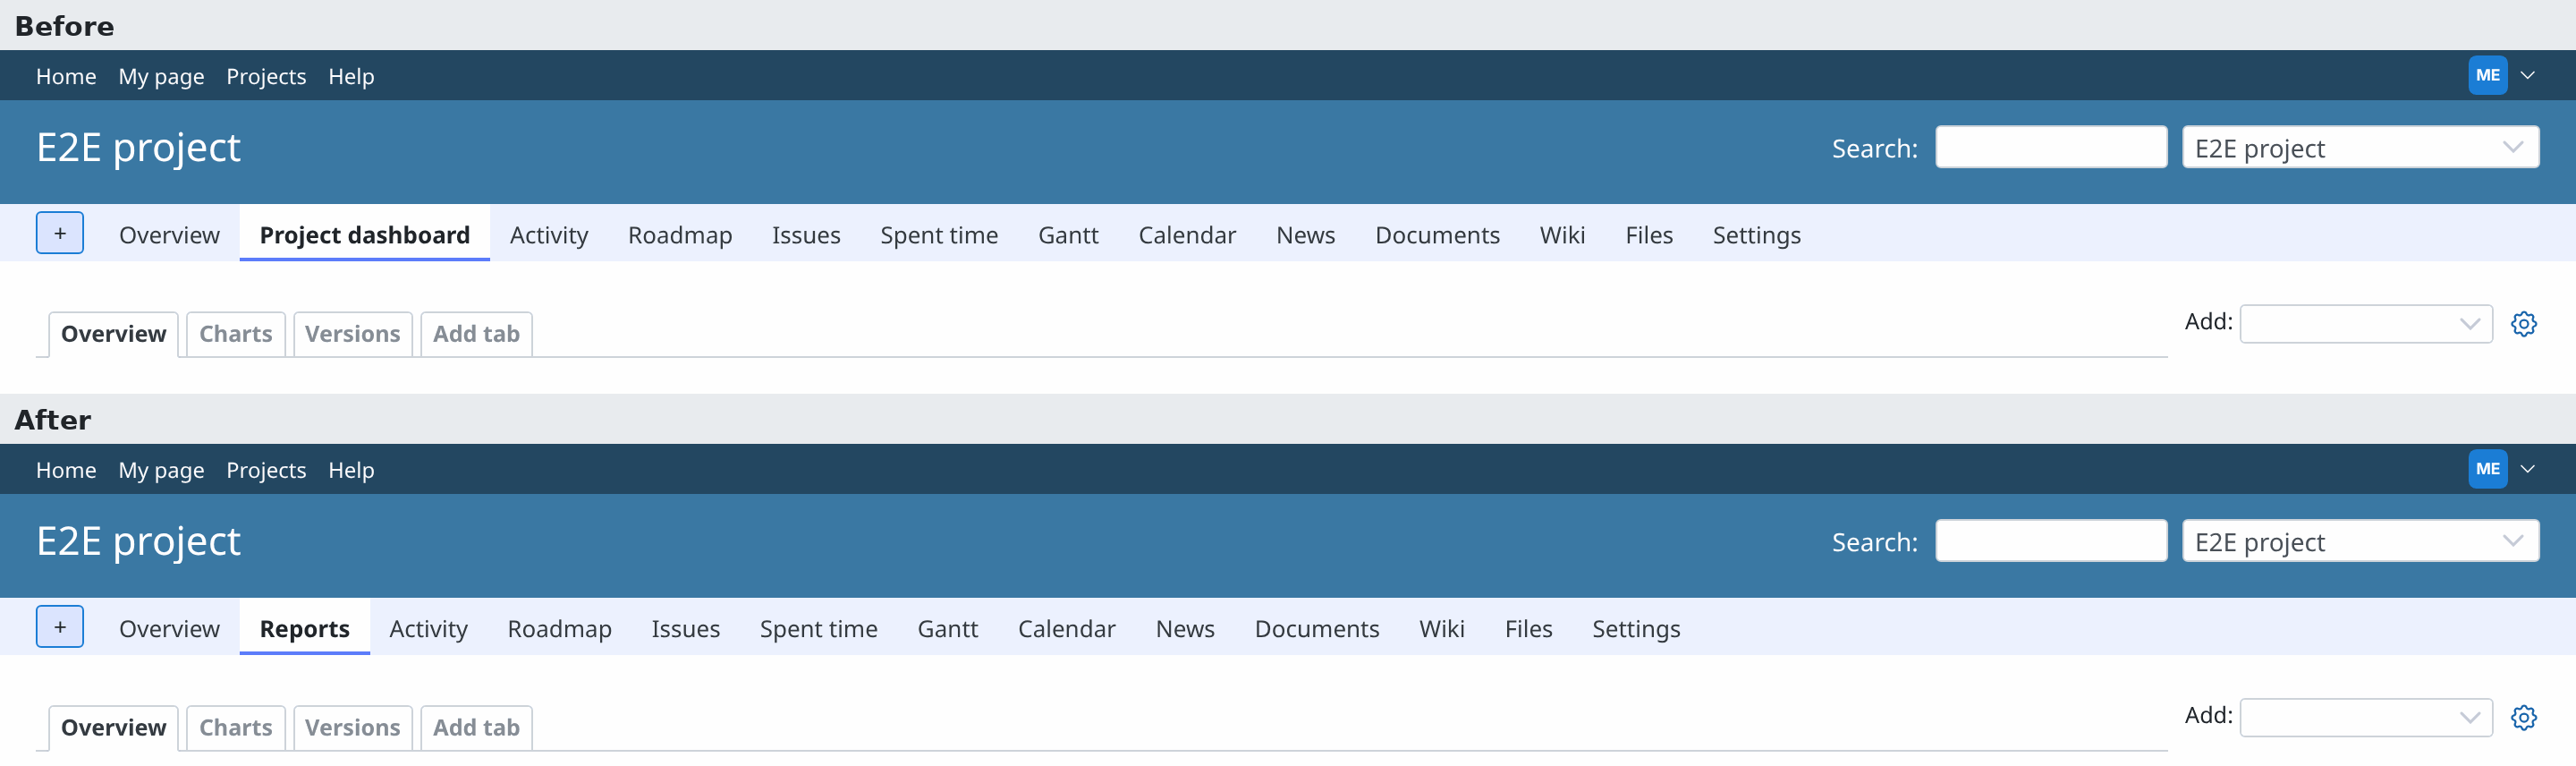 Before
Home My page Projects Help ME
E2E project Search: E2E project
+ Overview Project dashboard Activity Roadmap Issues Spent time Gantt Calendar News Documents Wiki Files Settings
Overview Charts Versions Add tab Add:
After
Home My page Projects Help ME
E2E project Search: E2E project
+ Overview Reports Activity Roadmap Issues Spent time Gantt Calendar News Documents Wiki Files Settings
Overview Charts Versions Add tab Add: